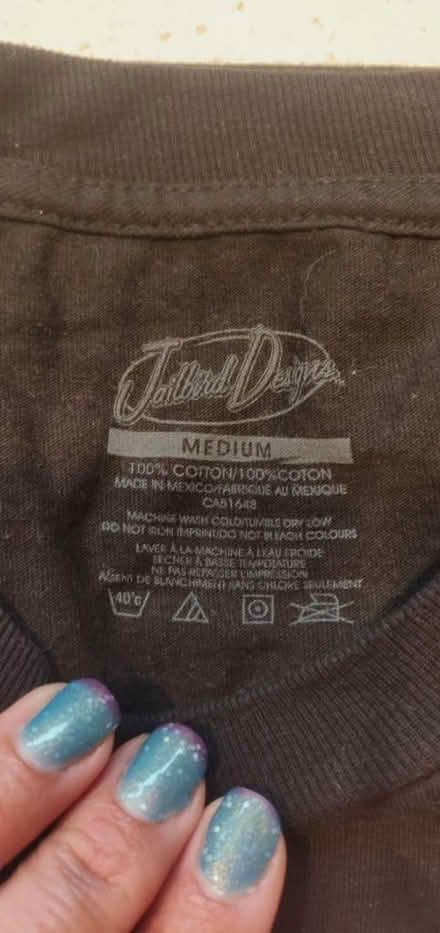 Jailbird Designs
MEDIUM
100% COTTON/100%COTON
MADE IN MEXICO/FABRIQUÉ AU MEXIQUE
CA51648
MACHINE WASH COLD/TUMBLE DRY LOW
DO NOT IRON IMPRINT/DO NOT BLEACH COLOURS
LAVER À LA MACHINE À L'EAU FROIDE
SÉCHER À BASSE TEMPÉRATURE
NE PAS REPASSER L'IMPRESSION
AGENT DE BLANCHIMENT SANS CHLORE SEULEMENT
40°C